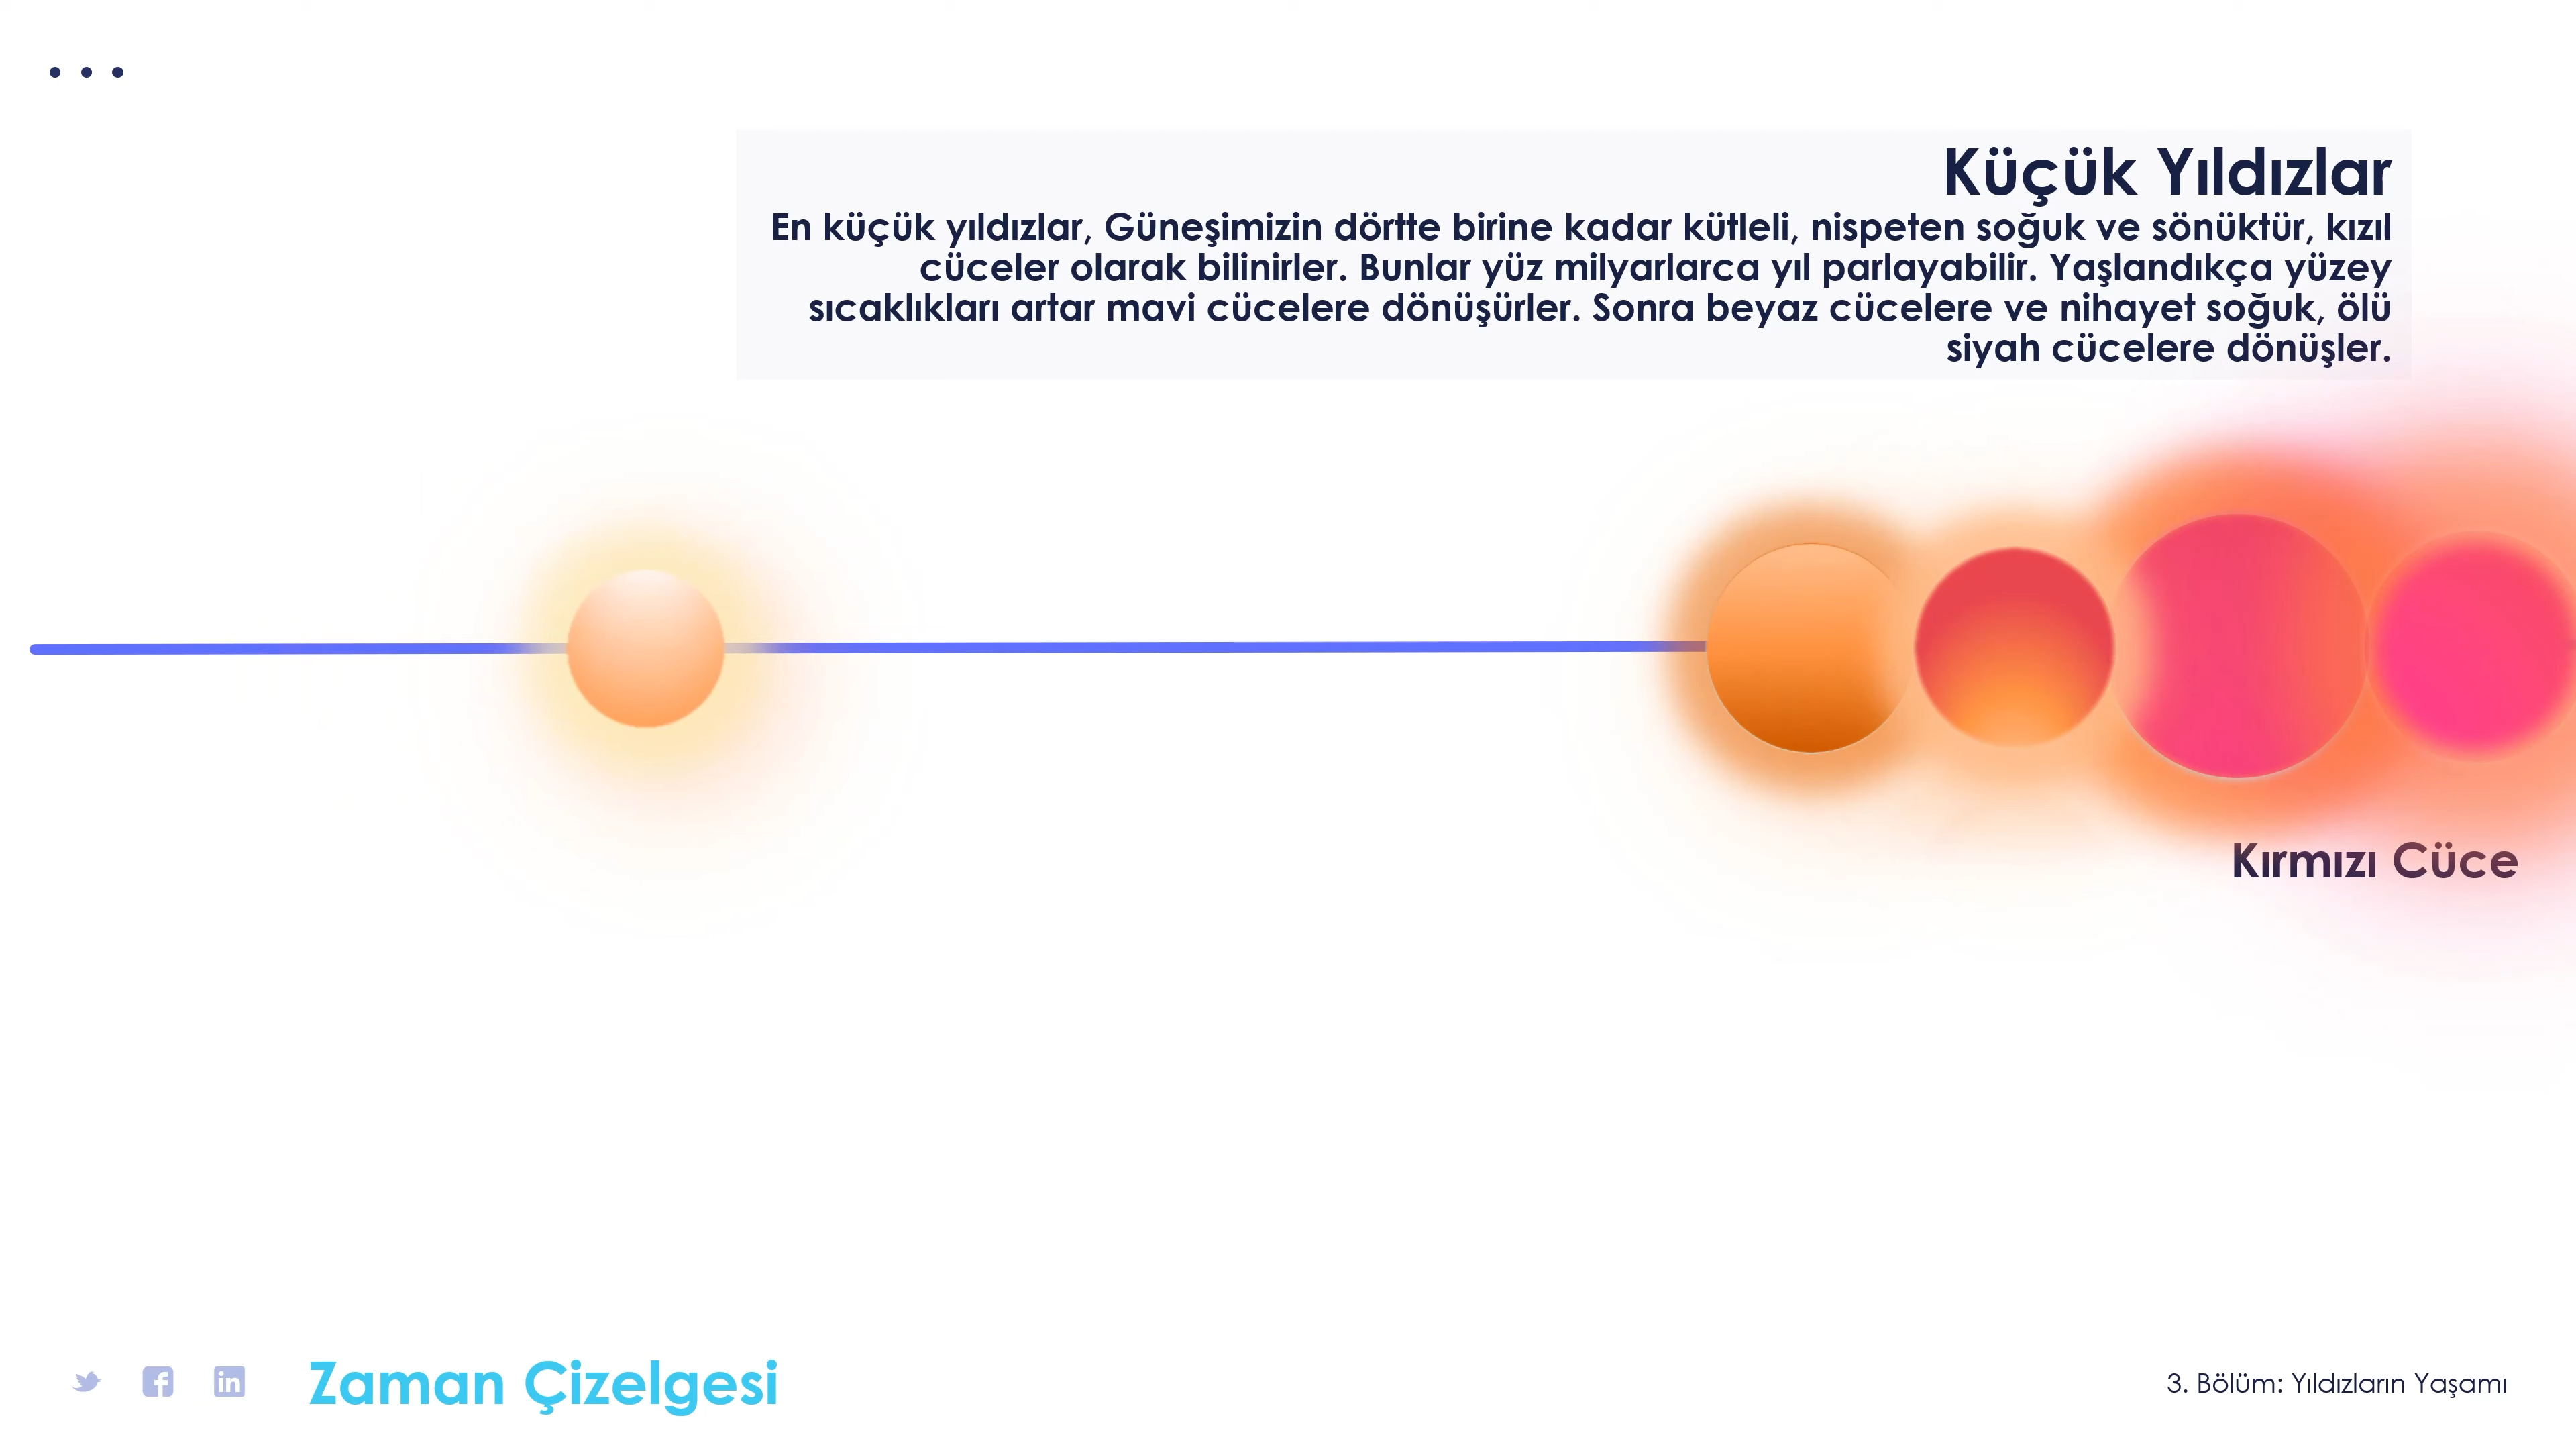 Küçük Yıldızlar
En küçük yıldızlar, Güneşimizin dörtte birine kadar kütleli, nispeten soğuk ve sönüktür, kızıl
cüceler olarak bilinirler. Bunlar yüz milyarlarca yıl parlayabilir. Yaşlandıkça yüzey
sıcaklıkları artar mavi cücelere dönüşürler. Sonra beyaz cücelere ve nihayet soğuk, ölü
siyah cücelere dönüşler.
Kırmızı Cüce
Zaman Çizelgesi
3. Bölüm: Yıldızların Yaşamı